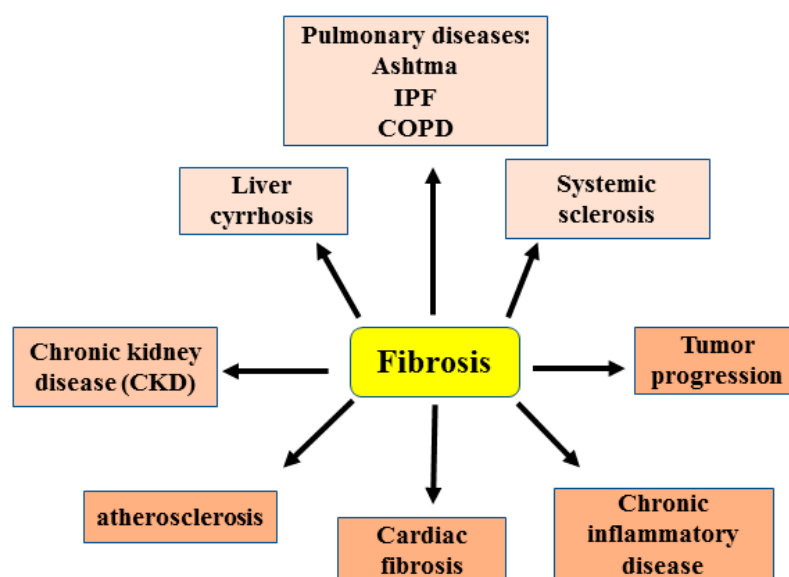 Pulmonary diseases:
Ashtma
IPF
COPD
Liver
cyrrhosis
Systemic
sclerosis
Chronic kidney
disease (CKD)
Fibrosis
Tumor
progression
atherosclerosis
Cardiac
fibrosis
Chronic
inflammatory
disease